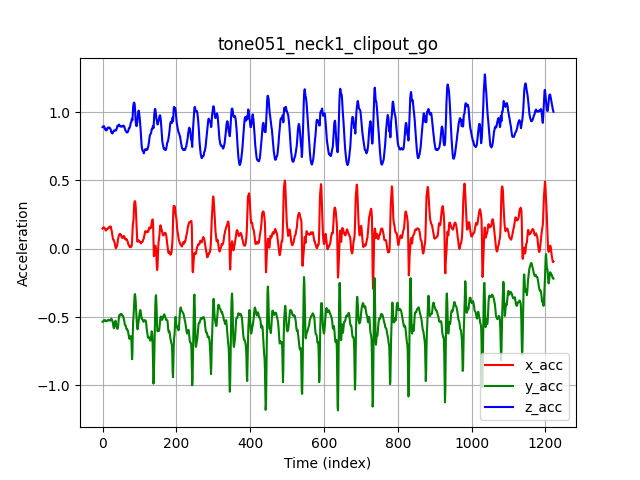 tone051_neck1_clipout_go
1.0
0.5
0.0
−0.5
−1.0
Acceleration
0
200
400
600
800
1000
1200
Time (index)
x_acc
y_acc
z_acc